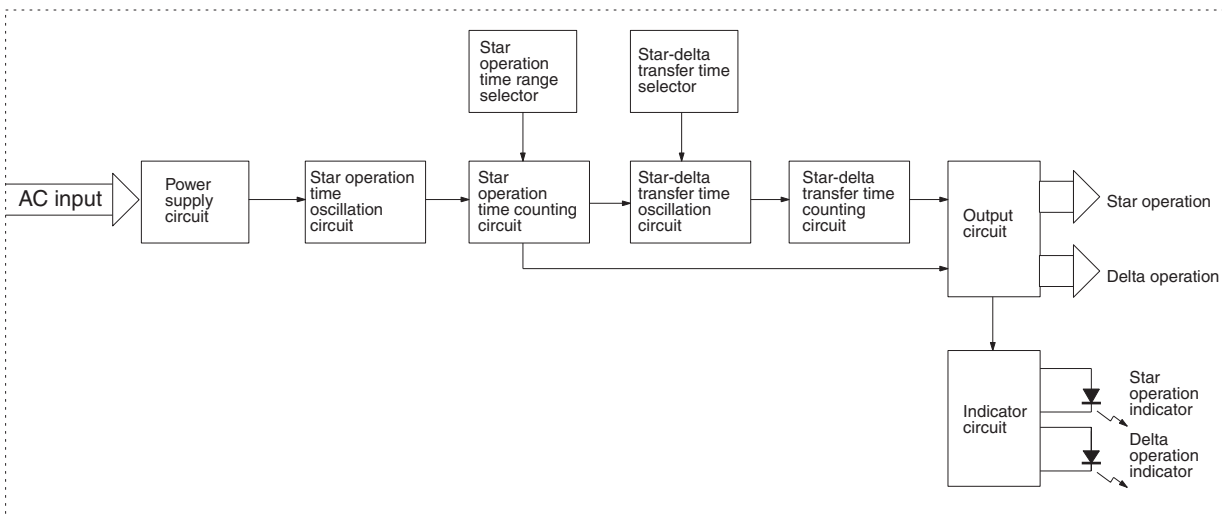 Star
operation
time range
selector
Star-delta
transfer time
selector
AC input
Power
supply
circuit
Star operation
time
oscillation
circuit
Star
operation
time counting
circuit
Star-delta
transfer time
oscillation
circuit
Star-delta
transfer time
counting
circuit
Output
circuit
Star operation
Delta operation
Indicator
circuit
Star
operation
indicator
Delta
operation
indicator